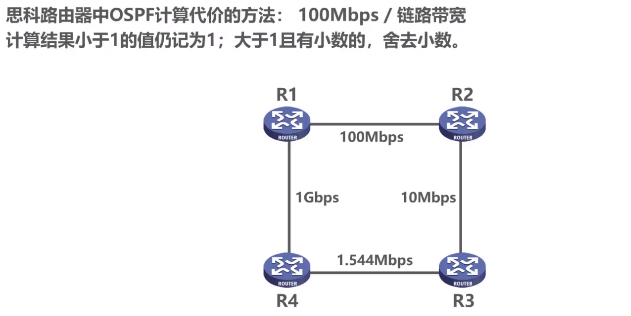 思科路由器中OSPF计算代价的方法： 100Mbps / 链路带宽
计算结果小于1的值仍记为1；大于1且有小数的，舍去小数。
R1
R2
ROUTER
ROUTER
100Mbps
1Gbps
10Mbps
1.544Mbps
ROUTER
ROUTER
R4
R3